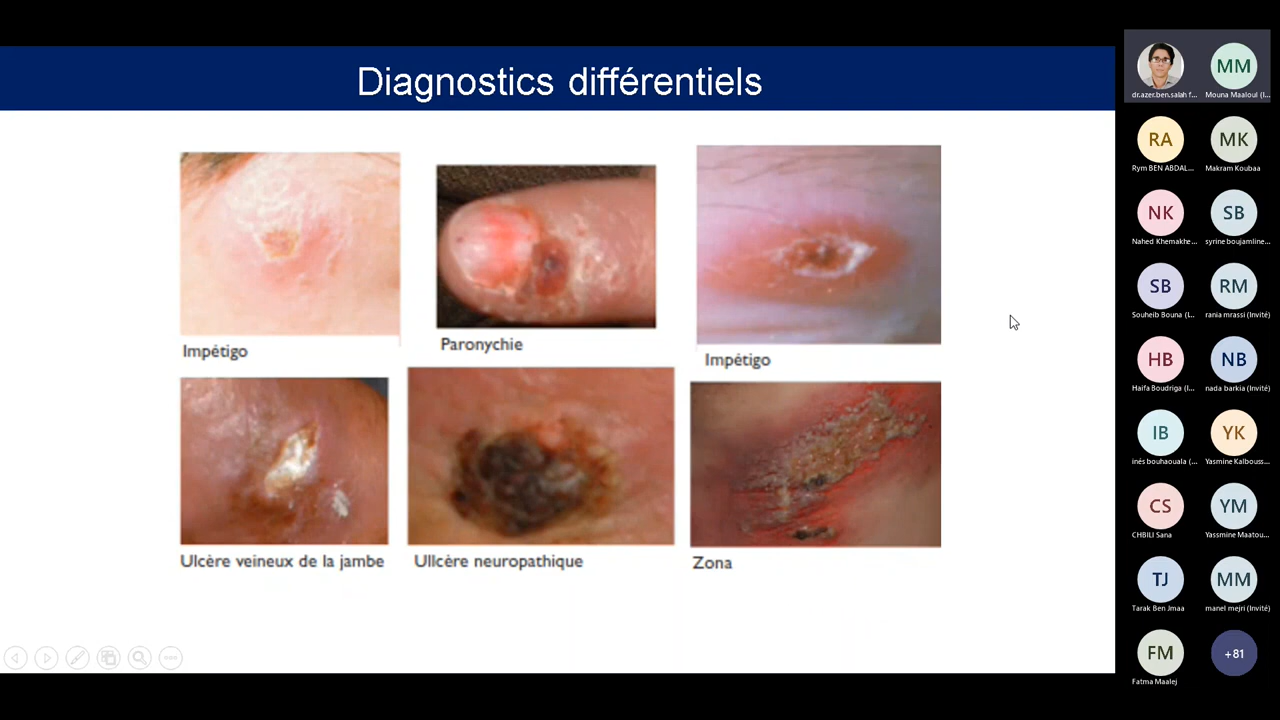 Diagnostics différentiels
Impétigo
Paronychie
Impétigo
Ulcère veineux de la jambe
Ullcère neuropathique
Zona
dr.azer.ben.salah f...
MM
Mouna Maaloul (I...
RA
Rym BEN ABDAL...
MK
Makram Koubaa
NK
Nahed Khemakhe...
SB
syrine boujamline...
SB
Souheib Bouna (I...
RM
rania mrassi (Invité)
HB
Haifa Boudriga (I...
NB
nada barkia (Invité)
IB
inés bouhaouala (...
YK
Yasmine Kalbouss...
CS
CHBILI Sana
YM
Yassmine Maatou...
TJ
Tarak Ben Jmaa
MM
manel mejri (Invité)
FM
Fatma Maalej
+81